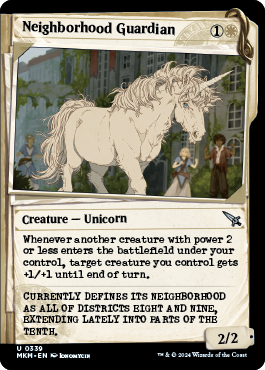 Neighborhood Guardian 1
Creature — Unicorn
Whenever another creature with power 2
or less enters the battlefield under your
control, target creature you control gets
+1/+1 until end of turn.
CURRENTLY DEFINES ITS NEIGHBORHOOD
AS ALL OF DISTRICTS EIGHT AND NINE,
EXTENDING LATELY INTO PARTS OF THE
TENTH.
2/2
U 0339
MKM • EN Ionomycin ™ & © 2024 Wizards of the Coast